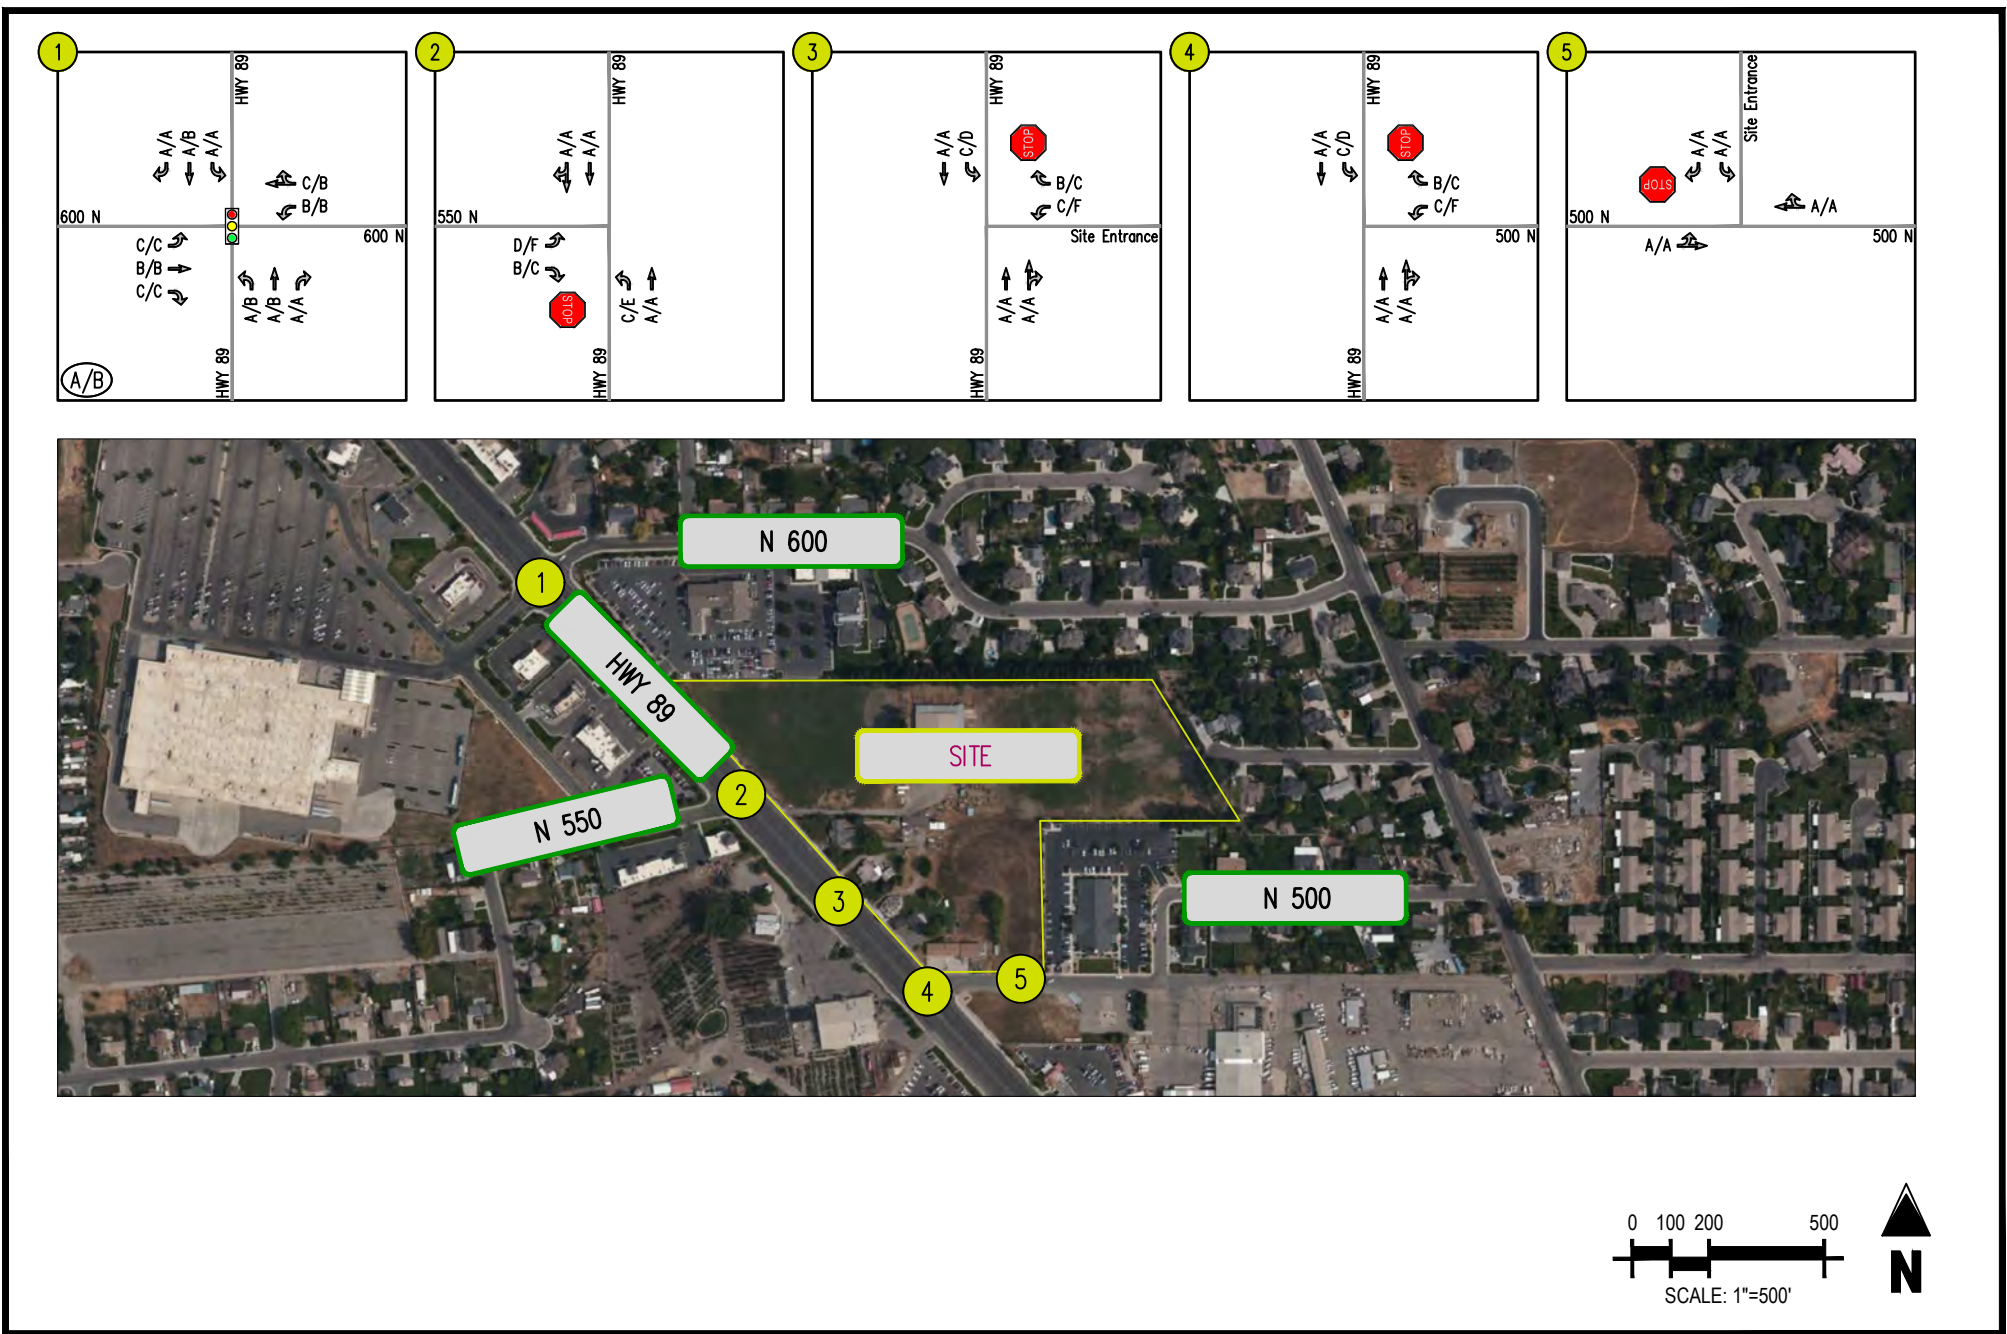 1
HWY 89
A/A
A/B
A/A
C/B
B/B
600 N
600 N
C/C
B/B
C/C
A/B
A/B
A/A
HWY 89
A/B
2
HWY 89
A/A
A/A
550 N
D/F
B/C
STOP
C/E
A/A
HWY 89
3
HWY 89
A/A
C/D
STOP
B/C
C/F
Site Entrance
A/A
A/A
HWY 89
4
HWY 89
A/A
C/D
STOP
B/C
C/F
500 N
A/A
A/A
HWY 89
5
Site Entrance
A/A
A/A
STOP
A/A
500 N
500 N
A/A
N 600
1
HWY 89
SITE
2
N 550
3
N 500
4
5
0 100 200 500
SCALE: 1"=500'
N